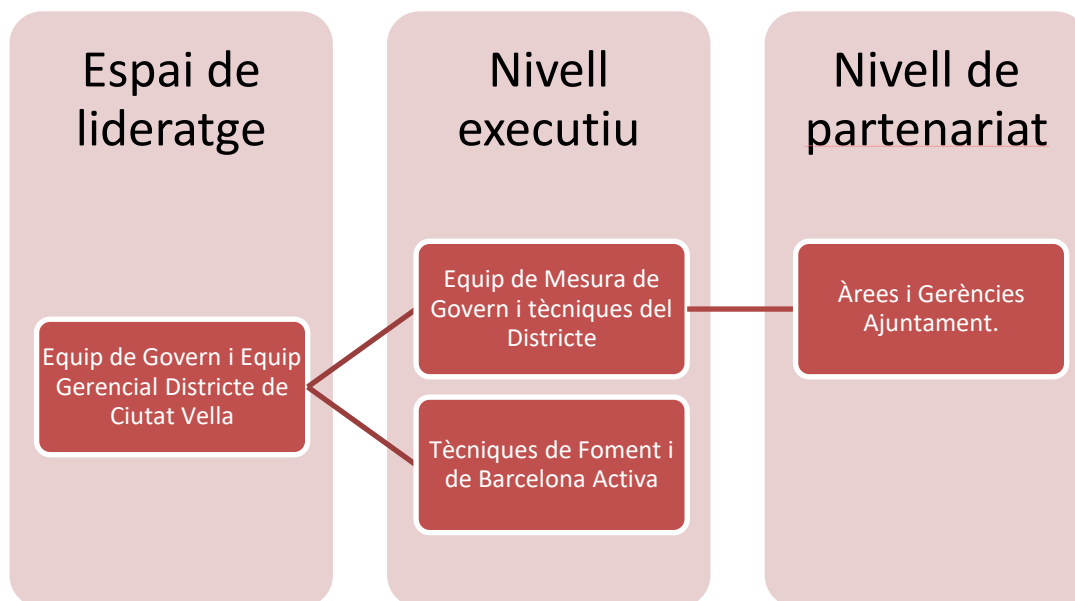 Espai de
lideratge
Equip de Govern i Equip
Gerencial Districte de
Ciutat Vella
Nivell
executiu
Equip de Mesura de
Govern i tècniques del
Districte
Tècniques de Foment i
de Barcelona Activa
Nivell de
partenariat
Àrees i Gerències
Ajuntament.